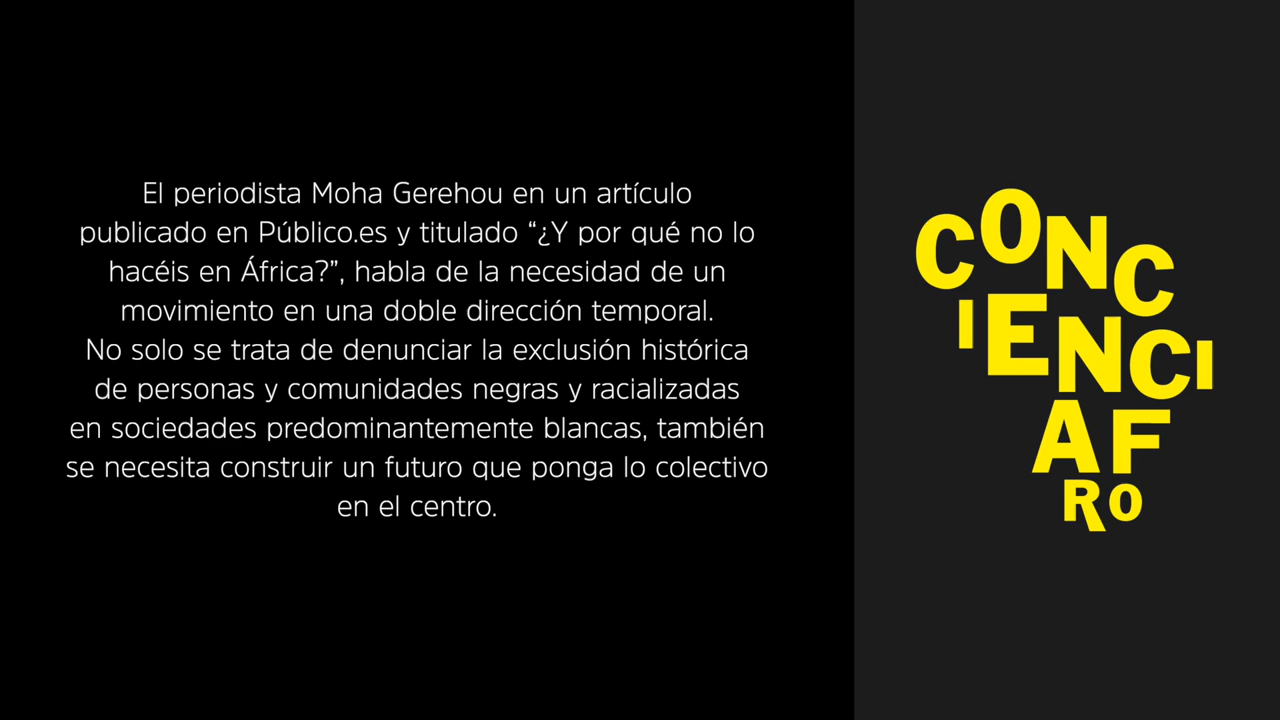 El periodista Moha Gerehou en un artículo
publicado en Público.es y titulado “¿Y por qué no lo
hacéis en África?”, habla de la necesidad de un
movimiento en una doble dirección temporal.
No solo se trata de denunciar la exclusión histórica
de personas y comunidades negras y racializadas
en sociedades predominantemente blancas, también
se necesita construir un futuro que ponga lo colectivo
en el centro.
CONC
IENCI
AF
RO